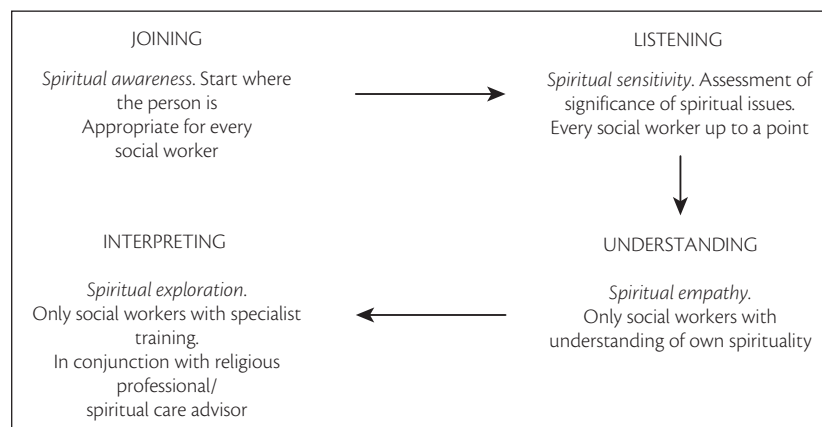 JOINING
Spiritual awareness. Start where
the person is
Appropriate for every
social worker
LISTENING
Spiritual sensitivity. Assessment of
significance of spiritual issues.
Every social worker up to a point
INTERPRETING
Spiritual exploration.
Only social workers with specialist
training.
In conjunction with religious
professional/
spiritual care advisor
UNDERSTANDING
Spiritual empathy.
Only social workers with
understanding of own spirituality